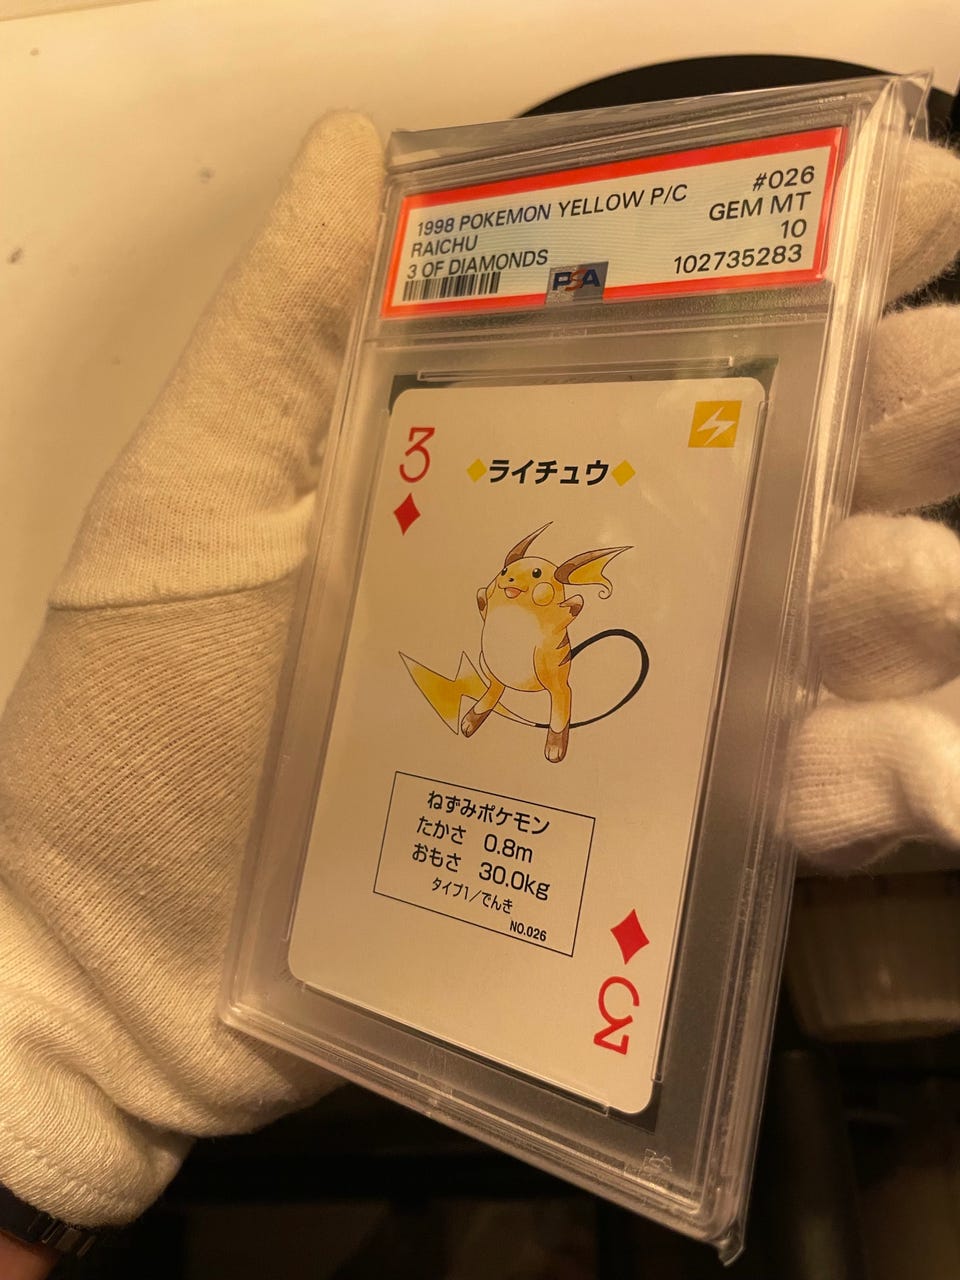 1998 POKEMON YELLOW P/C #026
RAICHU GEM MT
3 OF DIAMONDS 10
PSA 102735283
3
ライチュウ
ねずみポケモン
たかさ 0.8m
おもさ 30.0kg
タイプ1/でんき
NO.026
3